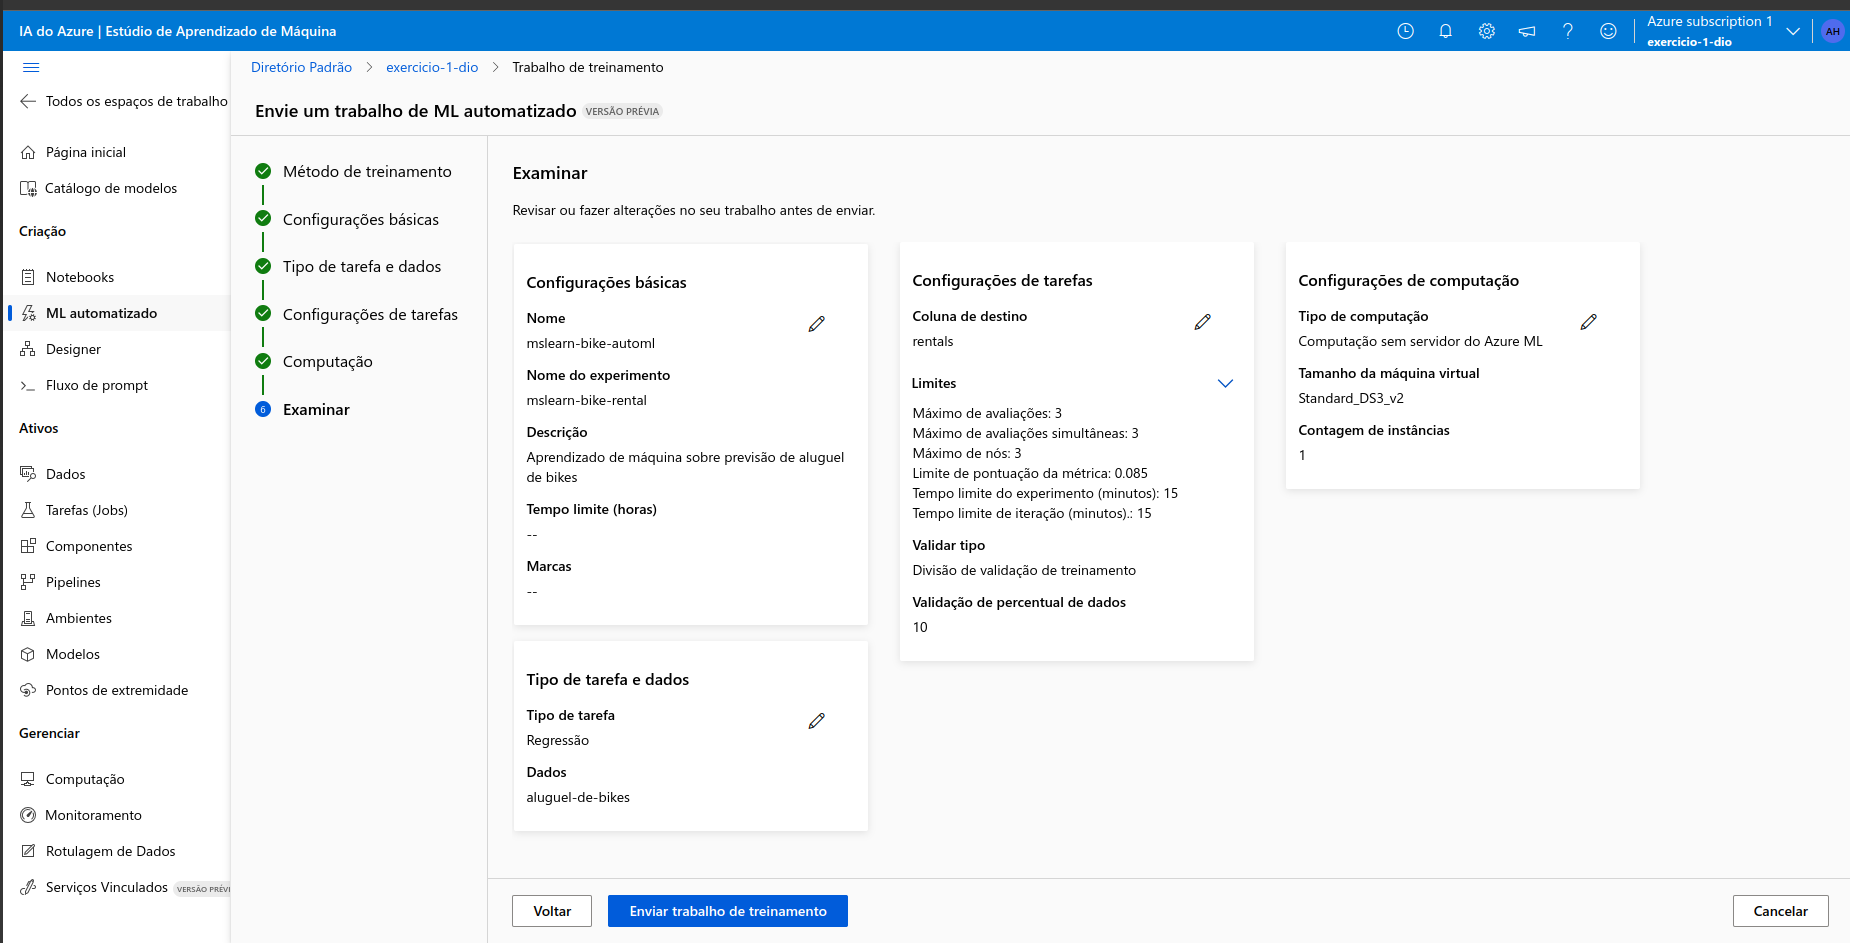 IA do Azure | Estúdio de Aprendizado de Máquina
Azure subscription 1
exercicio-1-dio
AH
Todos os espaços de trabalho
Página inicial
Catálogo de modelos
Criação
Notebooks
ML automatizado
Designer
Fluxo de prompt
Ativos
Dados
Tarefas (Jobs)
Componentes
Pipelines
Ambientes
Modelos
Pontos de extremidade
Gerenciar
Computação
Monitoramento
Rotulagem de Dados
Serviços Vinculados VERSÃO PRÉVI
Diretório Padrão > exercicio-1-dio > Trabalho de treinamento
Envie um trabalho de ML automatizado VERSÃO PRÉVIA
Método de treinamento
Configurações básicas
Tipo de tarefa e dados
Configurações de tarefas
Computação
6 Examinar
Examinar
Revisar ou fazer alterações no seu trabalho antes de enviar.
Configurações básicas
Nome
mslearn-bike-automl
Nome do experimento
mslearn-bike-rental
Descrição
Aprendizado de máquina sobre previsão de aluguel
de bikes
Tempo limite (horas)
--
Marcas
--
Tipo de tarefa e dados
Tipo de tarefa
Regressão
Dados
aluguel-de-bikes
Configurações de tarefas
Coluna de destino
rentals
Limites
Máximo de avaliações: 3
Máximo de avaliações simultâneas: 3
Máximo de nós: 3
Limite de pontuação da métrica: 0.085
Tempo limite do experimento (minutos): 15
Tempo limite de iteração (minutos).: 15
Validar tipo
Divisão de validação de treinamento
Validação de percentual de dados
10
Configurações de computação
Tipo de computação
Computação sem servidor do Azure ML
Tamanho da máquina virtual
Standard_DS3_v2
Contagem de instâncias
1
Voltar
Enviar trabalho de treinamento
Cancelar